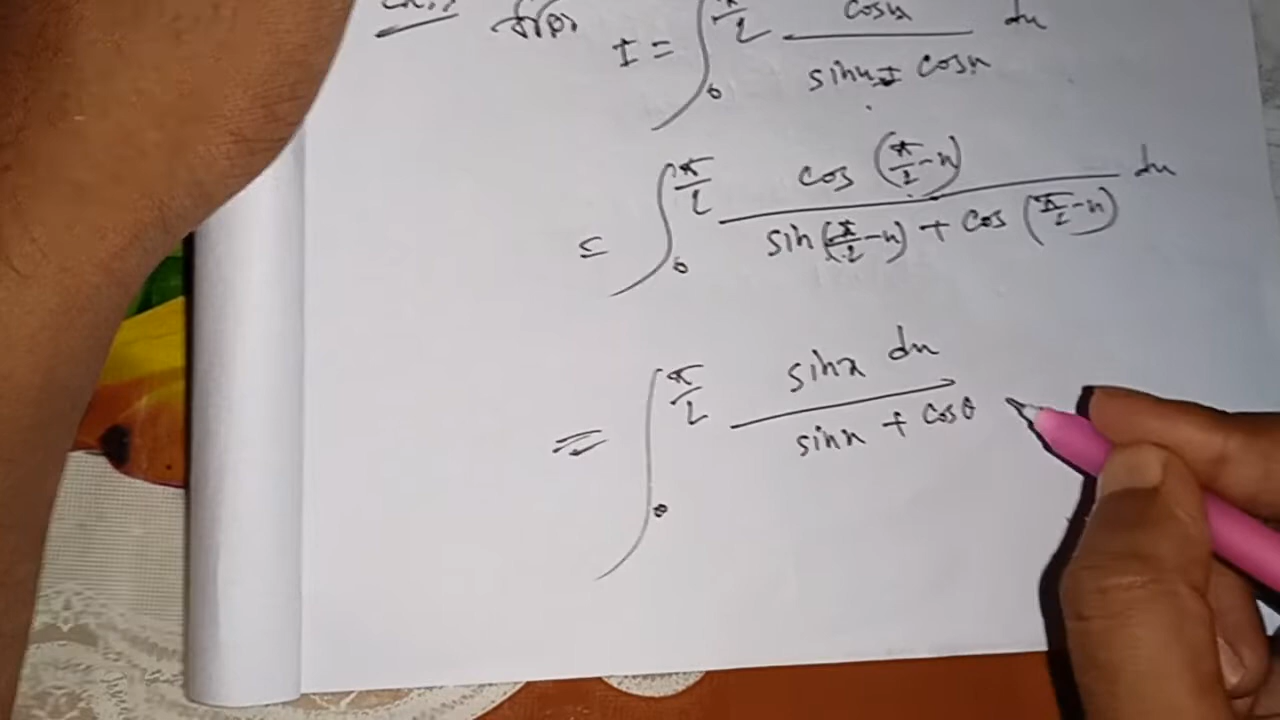 I = ∫₀^{π/2} cosx / (sinx + cosx) dx
= ∫₀^{π/2} cos(π/2 - x) / (sin(π/2 - x) + cos(π/2 - x)) dx
= ∫₀^{π/2} sinx dx / (sinx + cosθ)